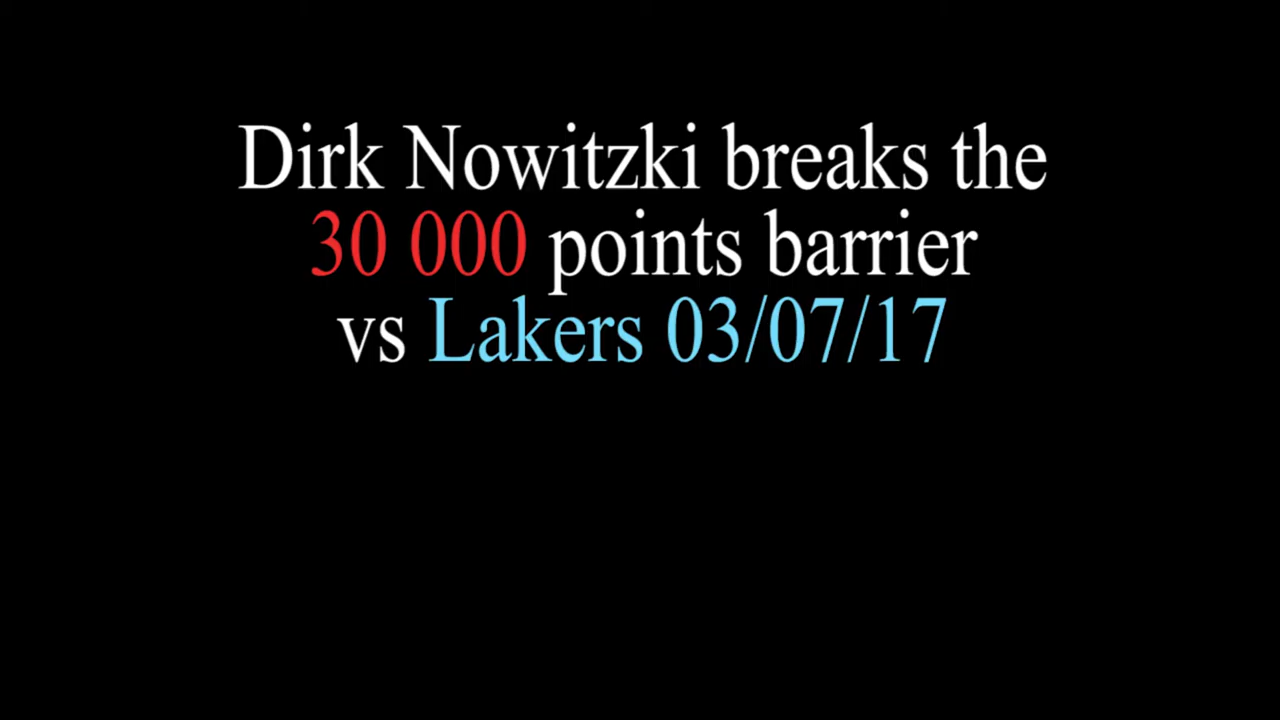 Dirk Nowitzki breaks the
30 000 points barrier
vs Lakers 03/07/17